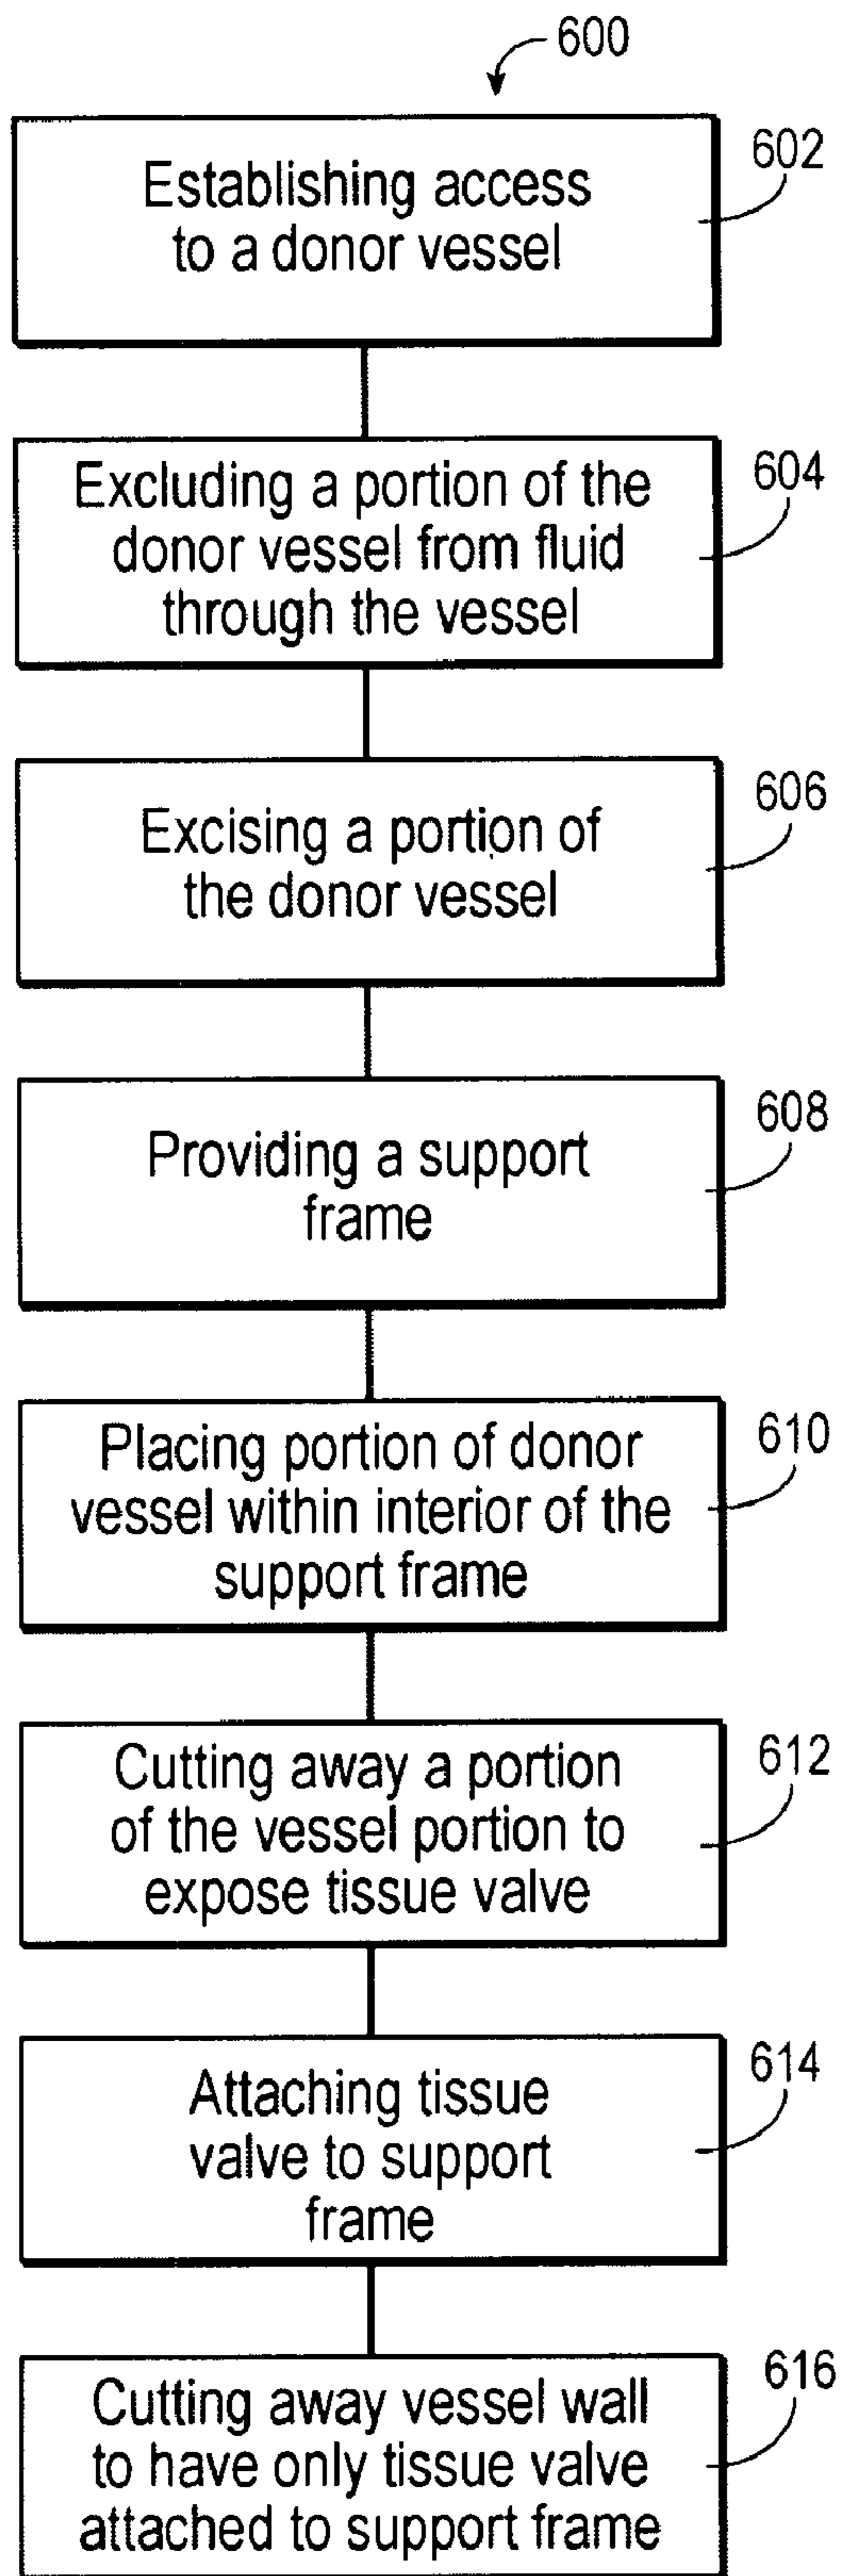 600
602
Establishing access
to a donor vessel
604
Excluding a portion of the
donor vessel from fluid
through the vessel
606
Excising a portion of
the donor vessel
608
Providing a support
frame
610
Placing portion of donor
vessel within interior of the
support frame
612
Cutting away a portion
of the vessel portion to
expose tissue valve
614
Attaching tissue
valve to support
frame
616
Cutting away vessel wall
to have only tissue valve
attached to support frame